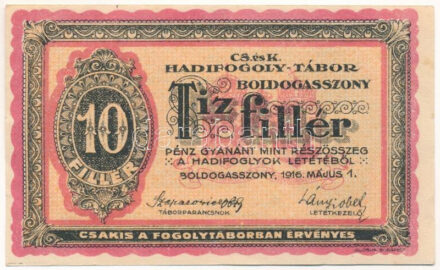 CS. ÉS K.
HADIFOGOLY-TÁBOR
BOLDOGASSZONY
10
FILLÉR
Tiz fillér
PÉNZ GYANÁNT MINT RÉSZÖSSZEG
A HADIFOGLYOK LETÉTÉBŐL
BOLDOGASSZONY, 1916. MÁJUS 1.
TÁBORPARANCSNOK
LETÉTKEZELŐ
CSAKIS A FOGOLYTÁBORBAN ÉRVÉNYES